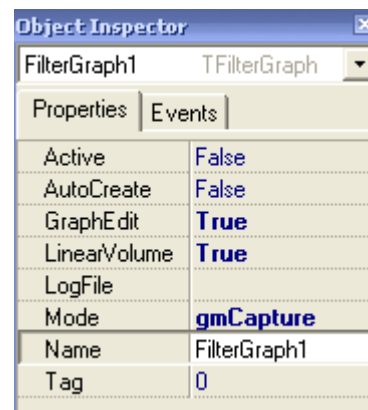 Object Inspector
FilterGraph1 TFilterGraph
Properties Events
Active False
AutoCreate False
GraphEdit True
LinearVolume True
LogFile
Mode gmCapture
Name FilterGraph1
Tag 0